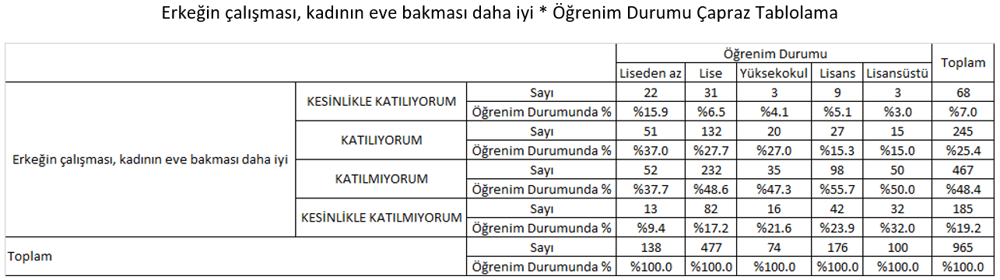 Erkeğin çalışması, kadının eve bakması daha iyi * Öğrenim Durumu Çapraz Tablolama
Öğrenim Durumu Toplam
Liseden az Lise Yüksekokul Lisans Lisansüstü
Erkeğin çalışması, kadının eve bakması daha iyi
KESİNLİKLE KATILIYORUM
Sayı 22 31 3 9 3 68
Öğrenim Durumunda % %15.9 %6.5 %4.1 %5.1 %3.0 %7.0
KATILIYORUM
Sayı 51 132 20 27 15 245
Öğrenim Durumunda % %37.0 %27.7 %27.0 %15.3 %15.0 %25.4
KATILMIYORUM
Sayı 52 232 35 98 50 467
Öğrenim Durumunda % %37.7 %48.6 %47.3 %55.7 %50.0 %48.4
KESİNLİKLE KATILMIYORUM
Sayı 13 82 16 42 32 185
Öğrenim Durumunda % %9.4 %17.2 %21.6 %23.9 %32.0 %19.2
Toplam
Sayı 138 477 74 176 100 965
Öğrenim Durumunda % %100.0 %100.0 %100.0 %100.0 %100.0 %100.0